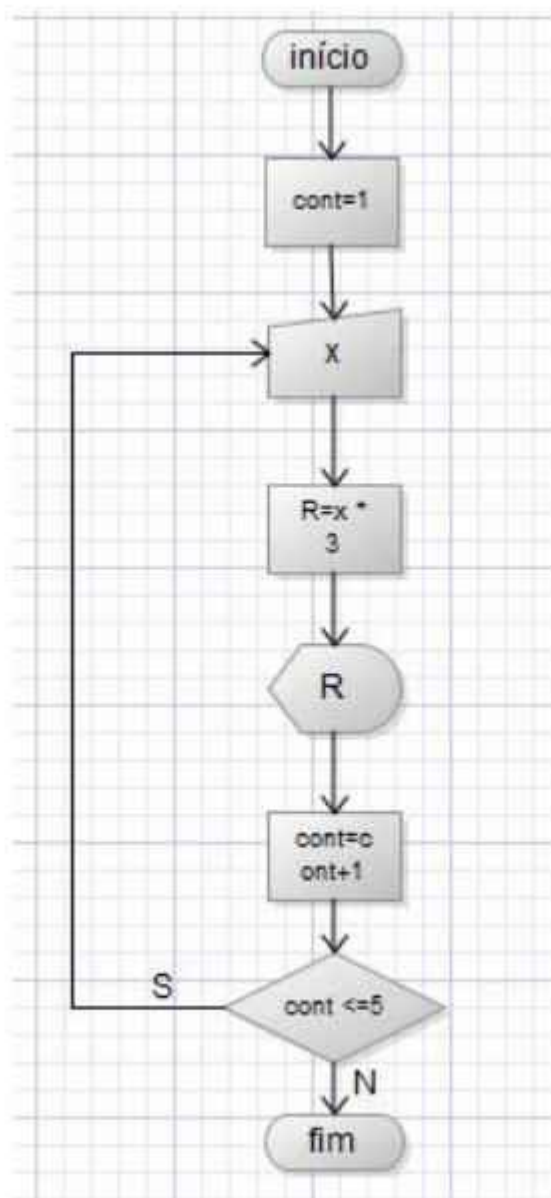 início
cont=1
x
R=x *
3
R
cont=c
ont+1
S
cont <=5
N
fim